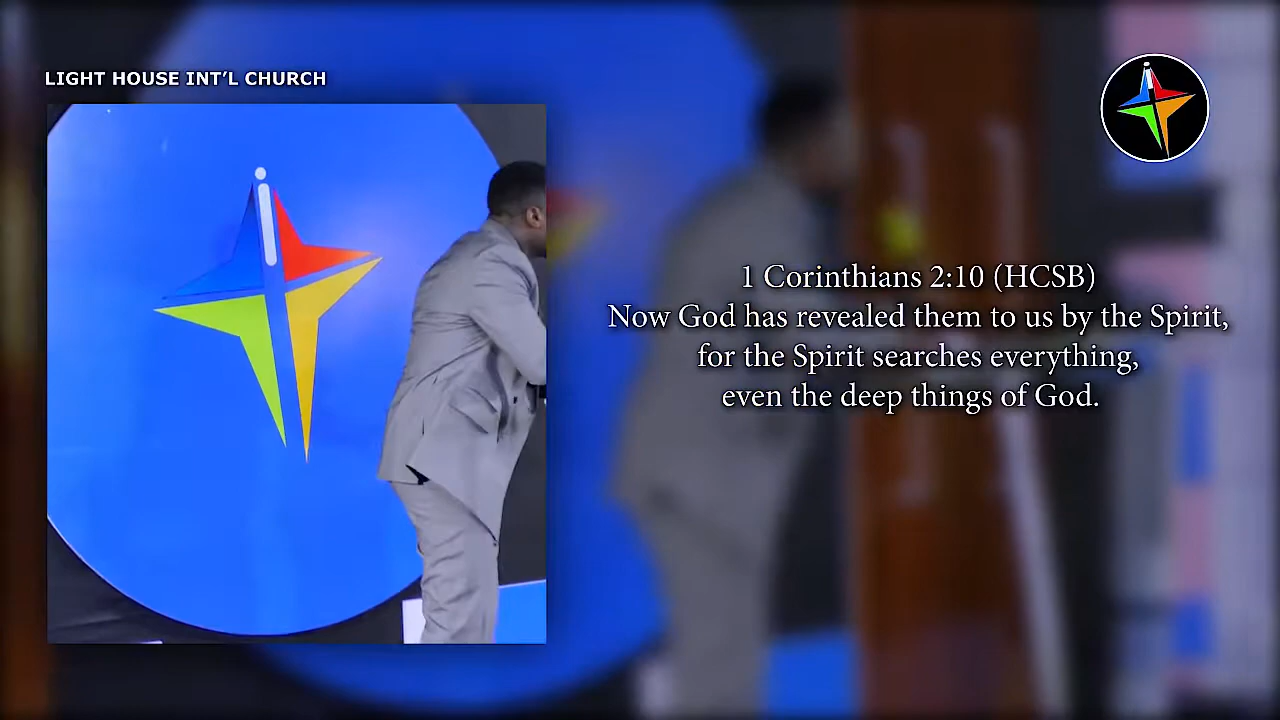 LIGHT HOUSE INT’L CHURCH
1 Corinthians 2:10 (HCSB)
Now God has revealed them to us by the Spirit,
for the Spirit searches everything,
even the deep things of God.